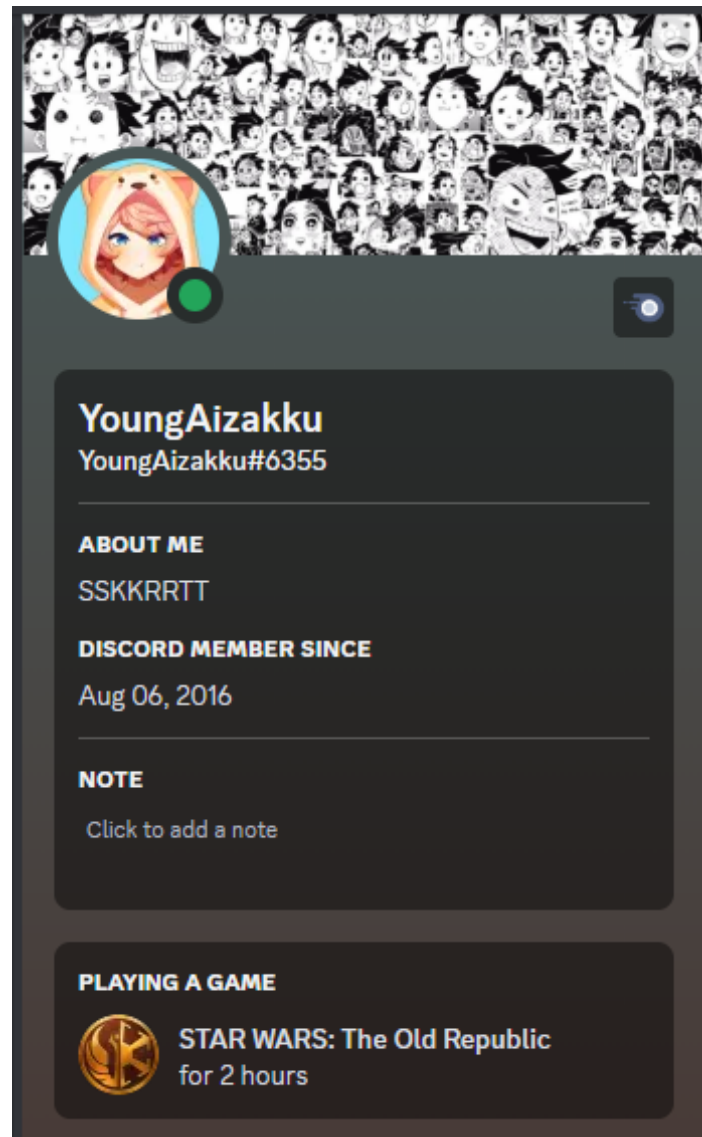 YoungAizakku
YoungAizakku#6355
ABOUT ME
SSKKRRTT
DISCORD MEMBER SINCE
Aug 06, 2016
NOTE
Click to add a note
PLAYING A GAME
STAR WARS: The Old Republic
for 2 hours